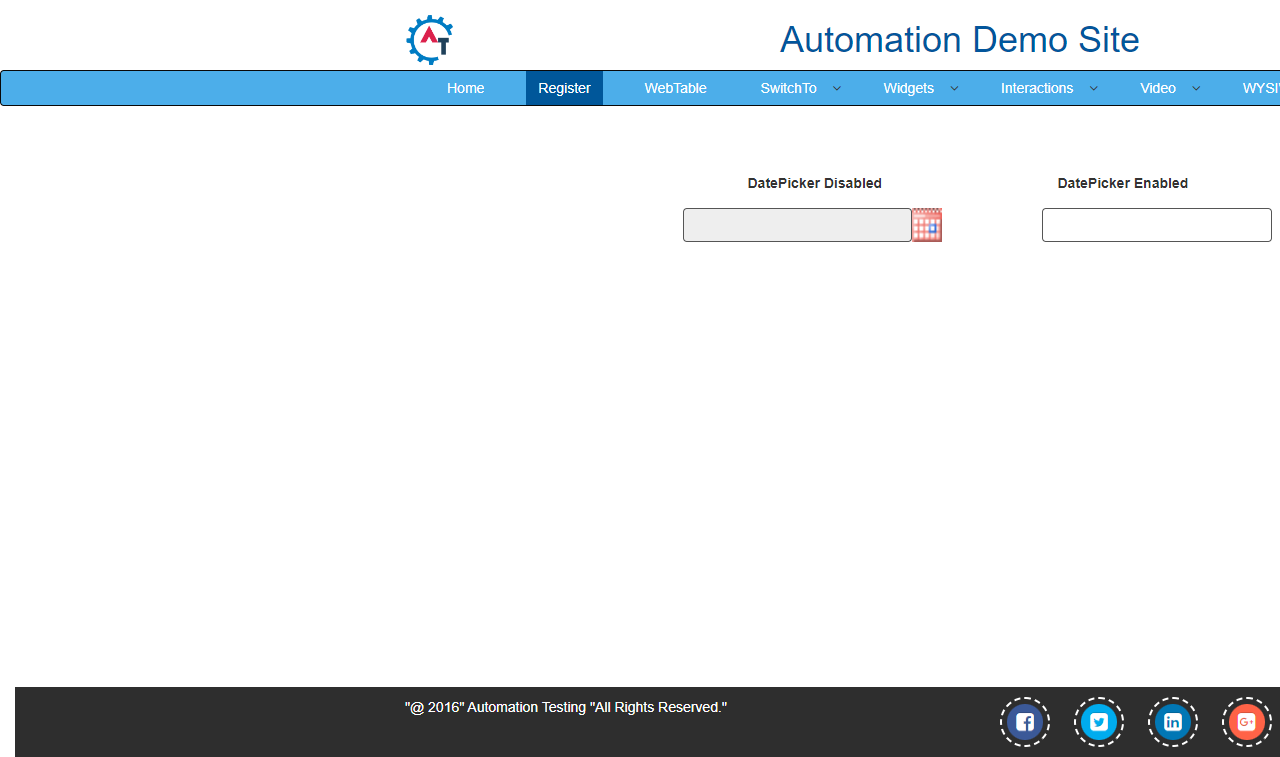 AT
Automation Demo Site
Home Register WebTable SwitchTo Widgets Interactions Video WYSI
DatePicker Disabled DatePicker Enabled
"@ 2016" Automation Testing "All Rights Reserved."